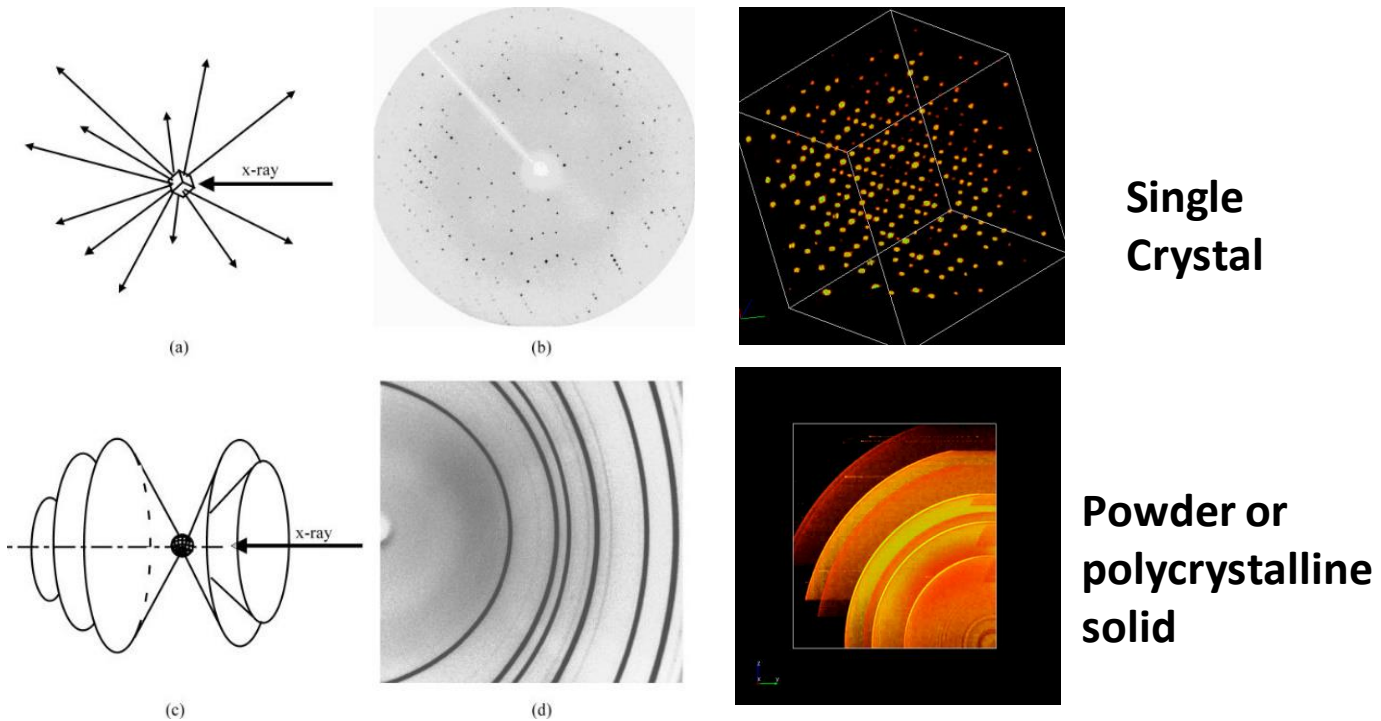 x-ray
(a)
(b)
Single
Crystal
x-ray
(c)
(d)
Powder or
polycrystalline
solid